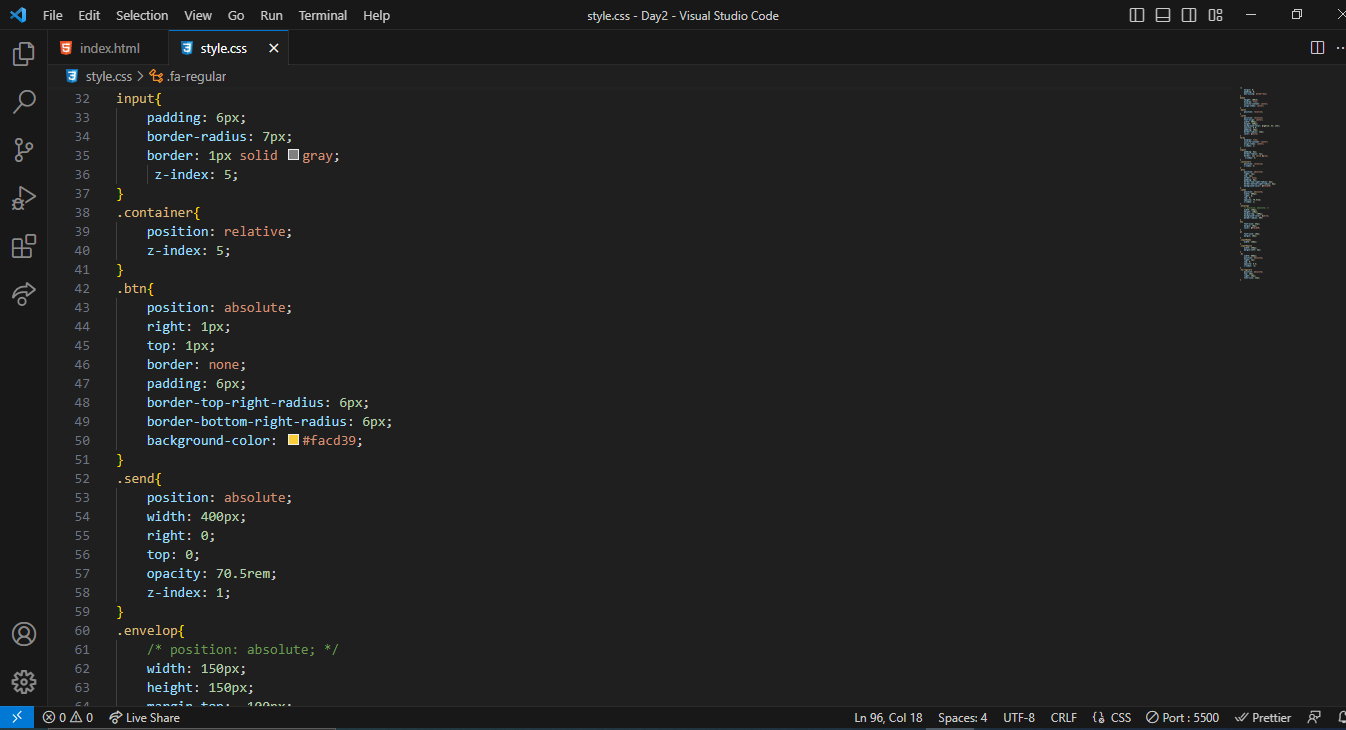 File Edit Selection View Go Run Terminal Help style.css - Day2 - Visual Studio Code
index.html style.css
style.css > .fa-regular
32 input{
33 padding: 6px;
34 border-radius: 7px;
35 border: 1px solid gray;
36 z-index: 5;
37 }
38 .container{
39 position: relative;
40 z-index: 5;
41 }
42 .btn{
43 position: absolute;
44 right: 1px;
45 top: 1px;
46 border: none;
47 padding: 6px;
48 border-top-right-radius: 6px;
49 border-bottom-right-radius: 6px;
50 background-color: #facd39;
51 }
52 .send{
53 position: absolute;
54 width: 400px;
55 right: 0;
56 top: 0;
57 opacity: 70.5rem;
58 z-index: 1;
59 }
60 .envelop{
61 /* position: absolute; */
62 width: 150px;
63 height: 150px;
64 margin-top: -100px;
0 0 Live Share Ln 96, Col 18 Spaces: 4 UTF-8 CRLF {} CSS Port : 5500 Prettier